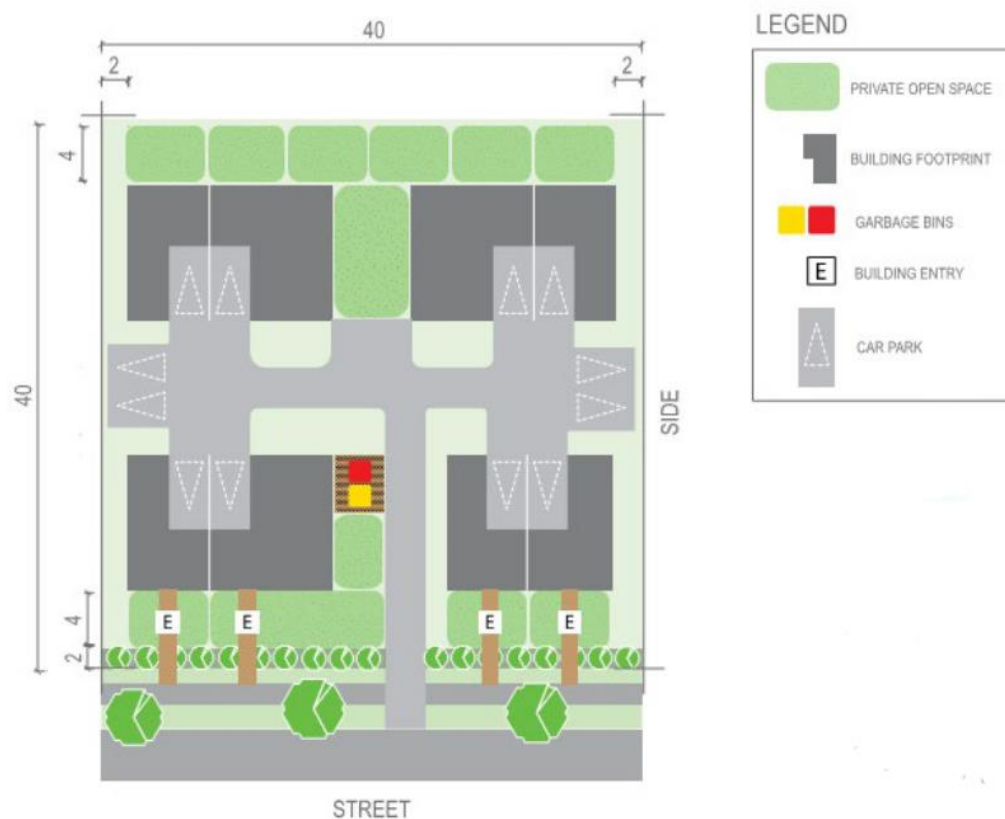 40
2
2
4
40
4
2
E
E
E
E
SIDE
STREET
LEGEND
PRIVATE OPEN SPACE
BUILDING FOOTPRINT
GARBAGE BINS
E
BUILDING ENTRY
CAR PARK